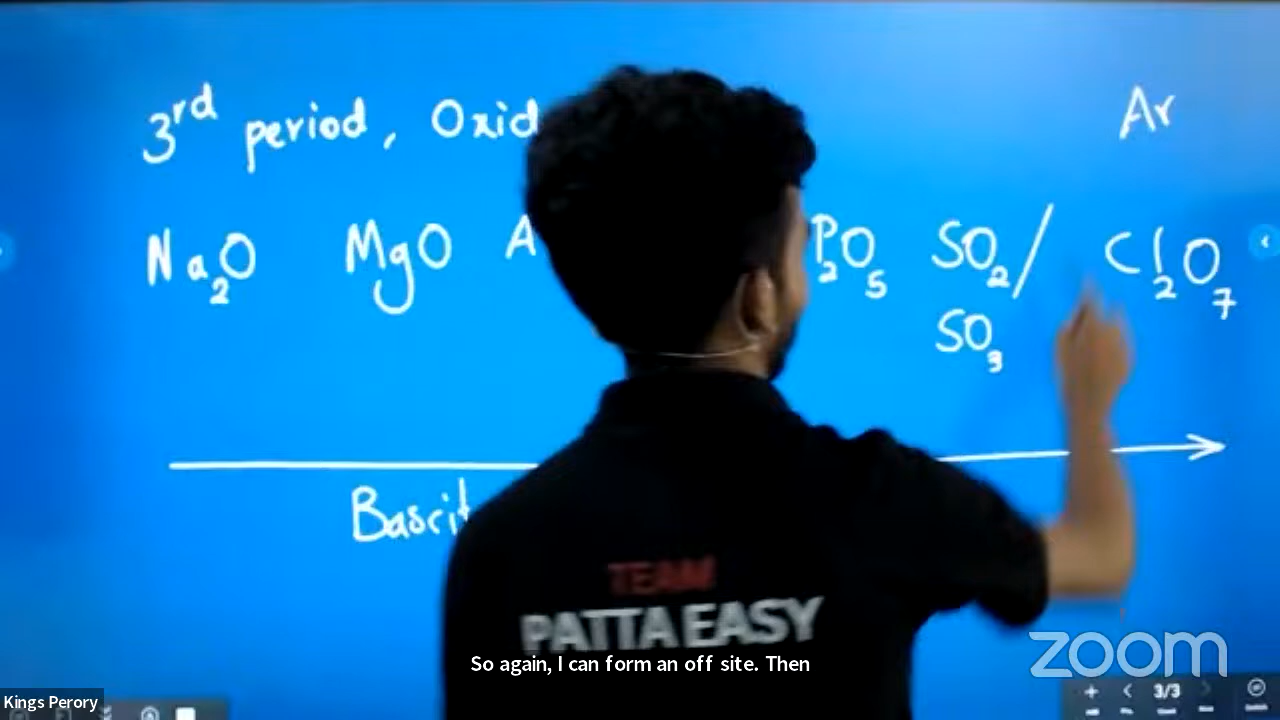 3rd period, Oxid
Ar
Na2O MgO A P2O5 SO2/ Cl2O7
SO3
Bascit
TEAM
PATTA EASY
So again, I can form an off site. Then
zoom
Kings Perory
3/3